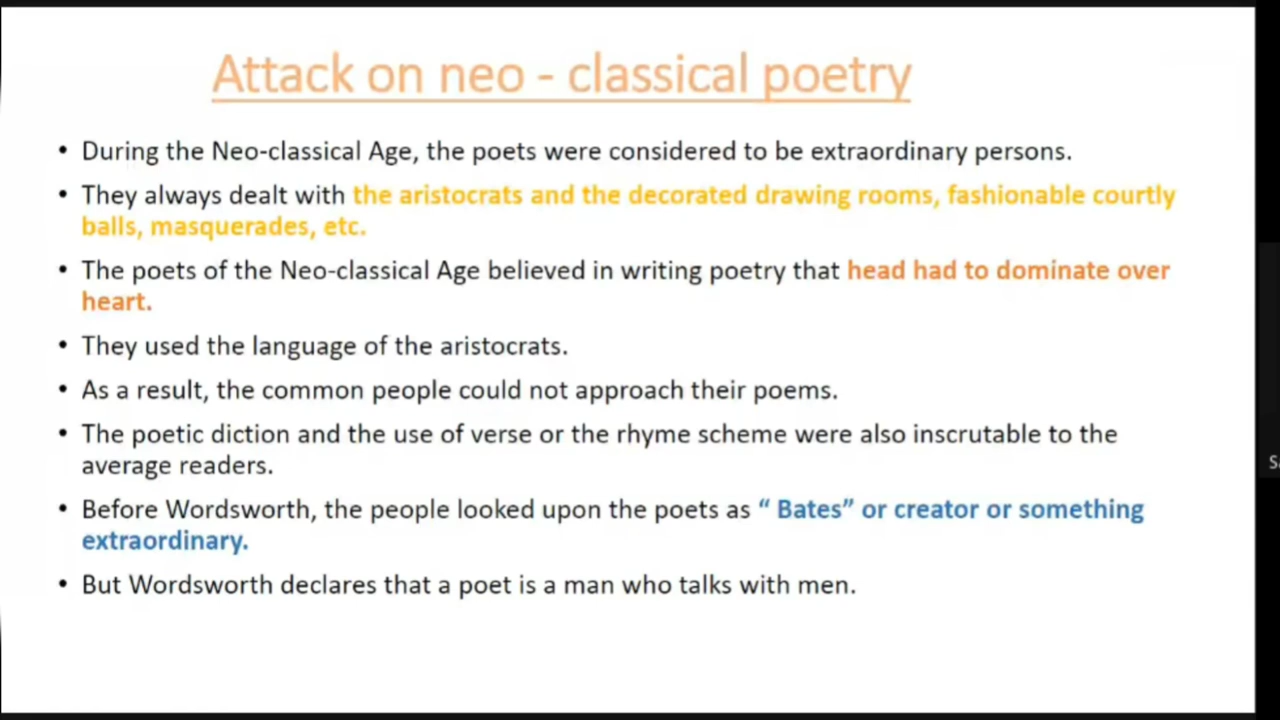 Attack on neo - classical poetry
• During the Neo-classical Age, the poets were considered to be extraordinary persons.
• They always dealt with the aristocrats and the decorated drawing rooms, fashionable courtly
balls, masquerades, etc.
• The poets of the Neo-classical Age believed in writing poetry that head had to dominate over
heart.
• They used the language of the aristocrats.
• As a result, the common people could not approach their poems.
• The poetic diction and the use of verse or the rhyme scheme were also inscrutable to the
average readers.
• Before Wordsworth, the people looked upon the poets as “ Bates” or creator or something
extraordinary.
• But Wordsworth declares that a poet is a man who talks with men.